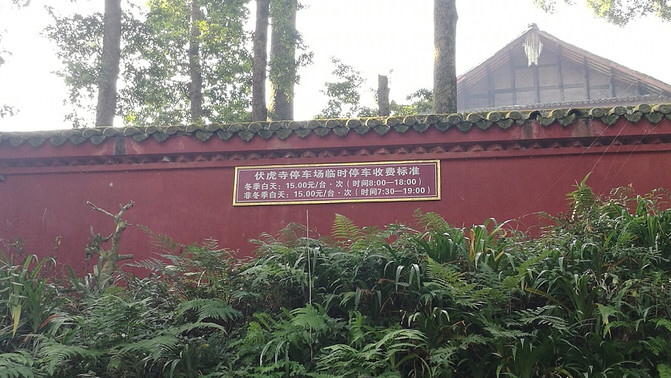 伏虎寺停车场临时停车收费标准
冬季白天：15.00元/台·次（时间8:00—18:00）
非冬季白天：15.00元/台·次（时间7:30—19:00）